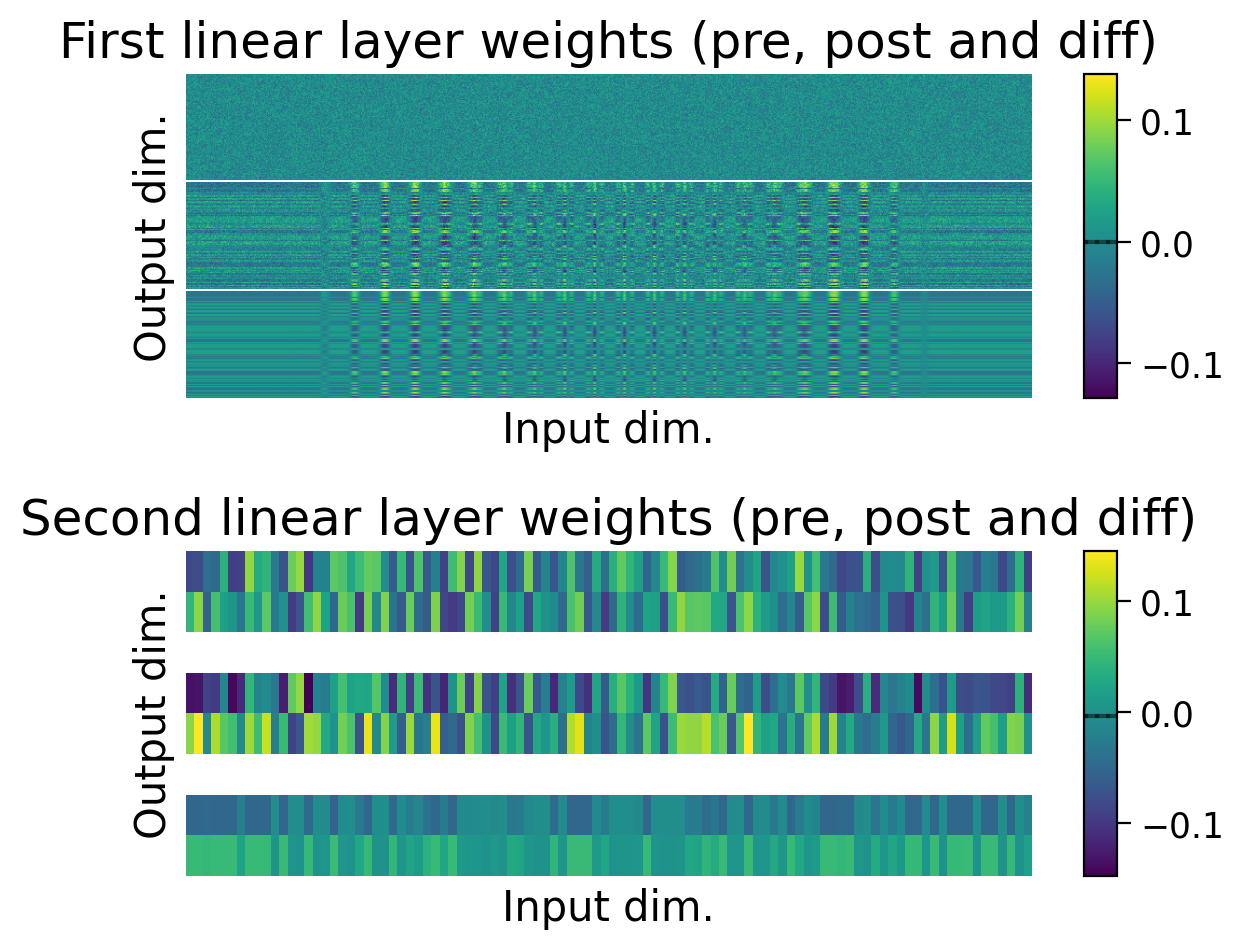 First linear layer weights (pre, post and diff)
Output dim.
0.1
0.0
−0.1
Input dim.
Second linear layer weights (pre, post and diff)
Output dim.
0.1
0.0
−0.1
Input dim.